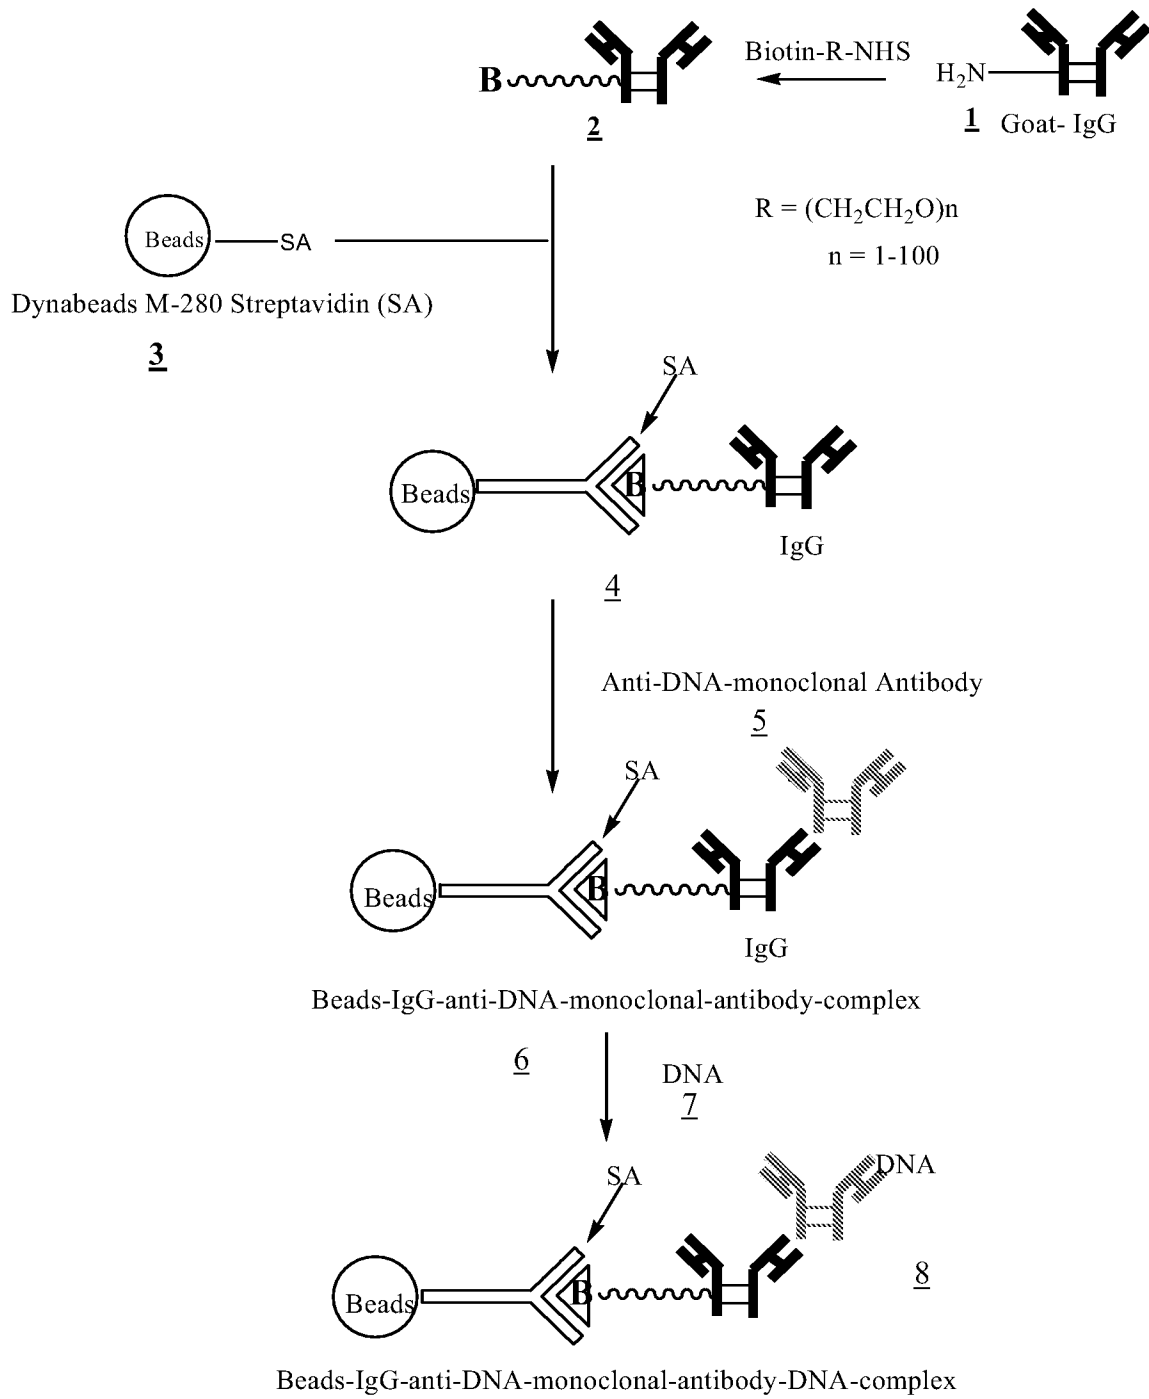 B
2
Biotin-R-NHS
H₂N
1
Goat- IgG
R = (CH₂CH₂O)n
n = 1-100
Beads
SA
Dynabeads M-280 Streptavidin (SA)
3
SA
Beads
B
IgG
4
Anti-DNA-monoclonal Antibody
5
SA
Beads
B
IgG
Beads-IgG-anti-DNA-monoclonal-antibody-complex
6
DNA
7
SA
DNA
8
Beads
B
Beads-IgG-anti-DNA-monoclonal-antibody-DNA-complex